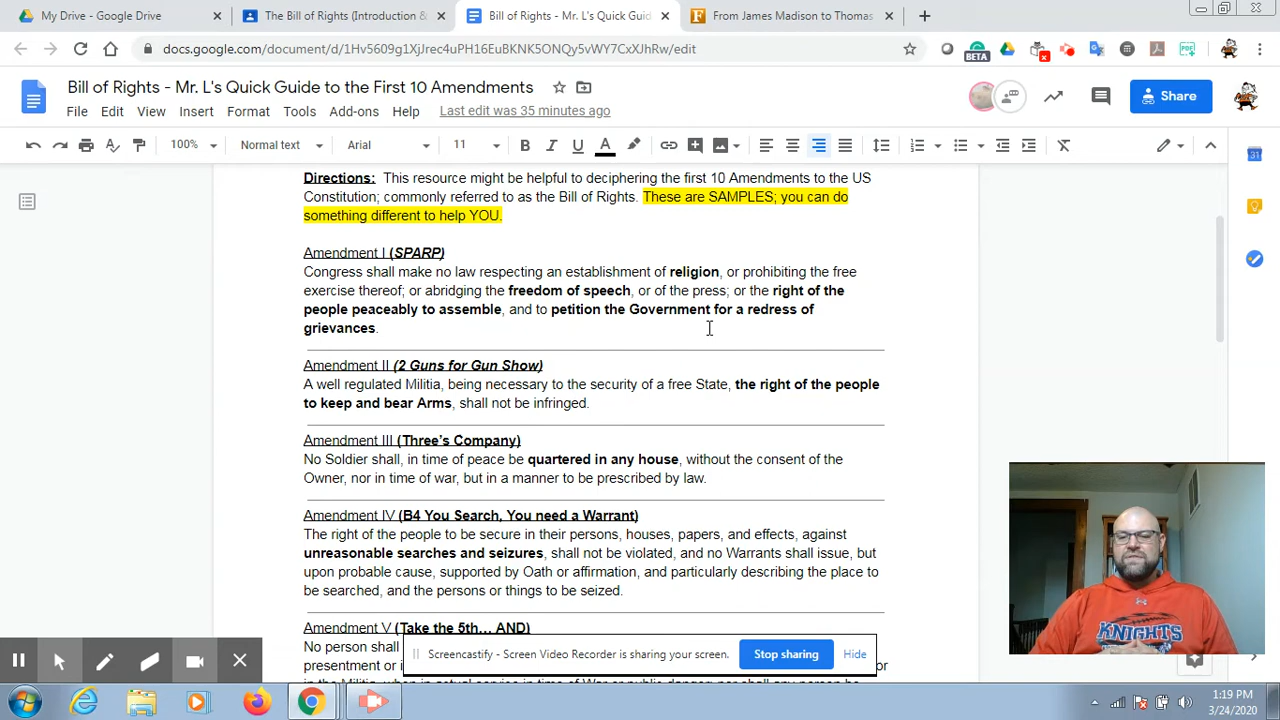 My Drive - Google Drive
The Bill of Rights (Introduction &
Bill of Rights - Mr. L's Quick Guid
From James Madison to Thomas
docs.google.com/document/d/1Hv5609g1XjJrec4uPH16EuBKNK5ONQy5vWY7CxXJhRw/edit
BETA
Bill of Rights - Mr. L's Quick Guide to the First 10 Amendments
Share
File Edit View Insert Format Add-ons Help Last edit was 35 minutes ago
100% Normal text Arial 11 B I U A
31
Directions: This resource might be helpful to deciphering the first 10 Amendments to the US
Constitution; commonly referred to as the Bill of Rights. These are SAMPLES; you can do
something different to help YOU.
Amendment I (SPARP)
Congress shall make no law respecting an establishment of religion, or prohibiting the free
exercise thereof; or abridging the freedom of speech, or of the press; or the right of the
people peaceably to assemble, and to petition the Government for a redress of
grievances.
Amendment II (2 Guns for Gun Show)
A well regulated Militia, being necessary to the security of a free State, the right of the people
to keep and bear Arms, shall not be infringed.
Amendment III (Three's Company)
No Soldier shall, in time of peace be quartered in any house, without the consent of the
Owner, nor in time of war, but in a manner to be prescribed by law.
Amendment IV (B4 You Search, You need a Warrant)
The right of the people to be secure in their persons, houses, papers, and effects, against
unreasonable searches and seizures, shall not be violated, and no Warrants shall issue, but
upon probable cause, supported by Oath or affirmation, and particularly describing the place to
be searched, and the persons or things to be seized.
Amendment V (Take the 5th... AND)
No person shall
presentment or
Screencastify - Screen Video Recorder is sharing your screen.
Stop sharing
Hide
KNIGHTS
1:19 PM
3/24/2020